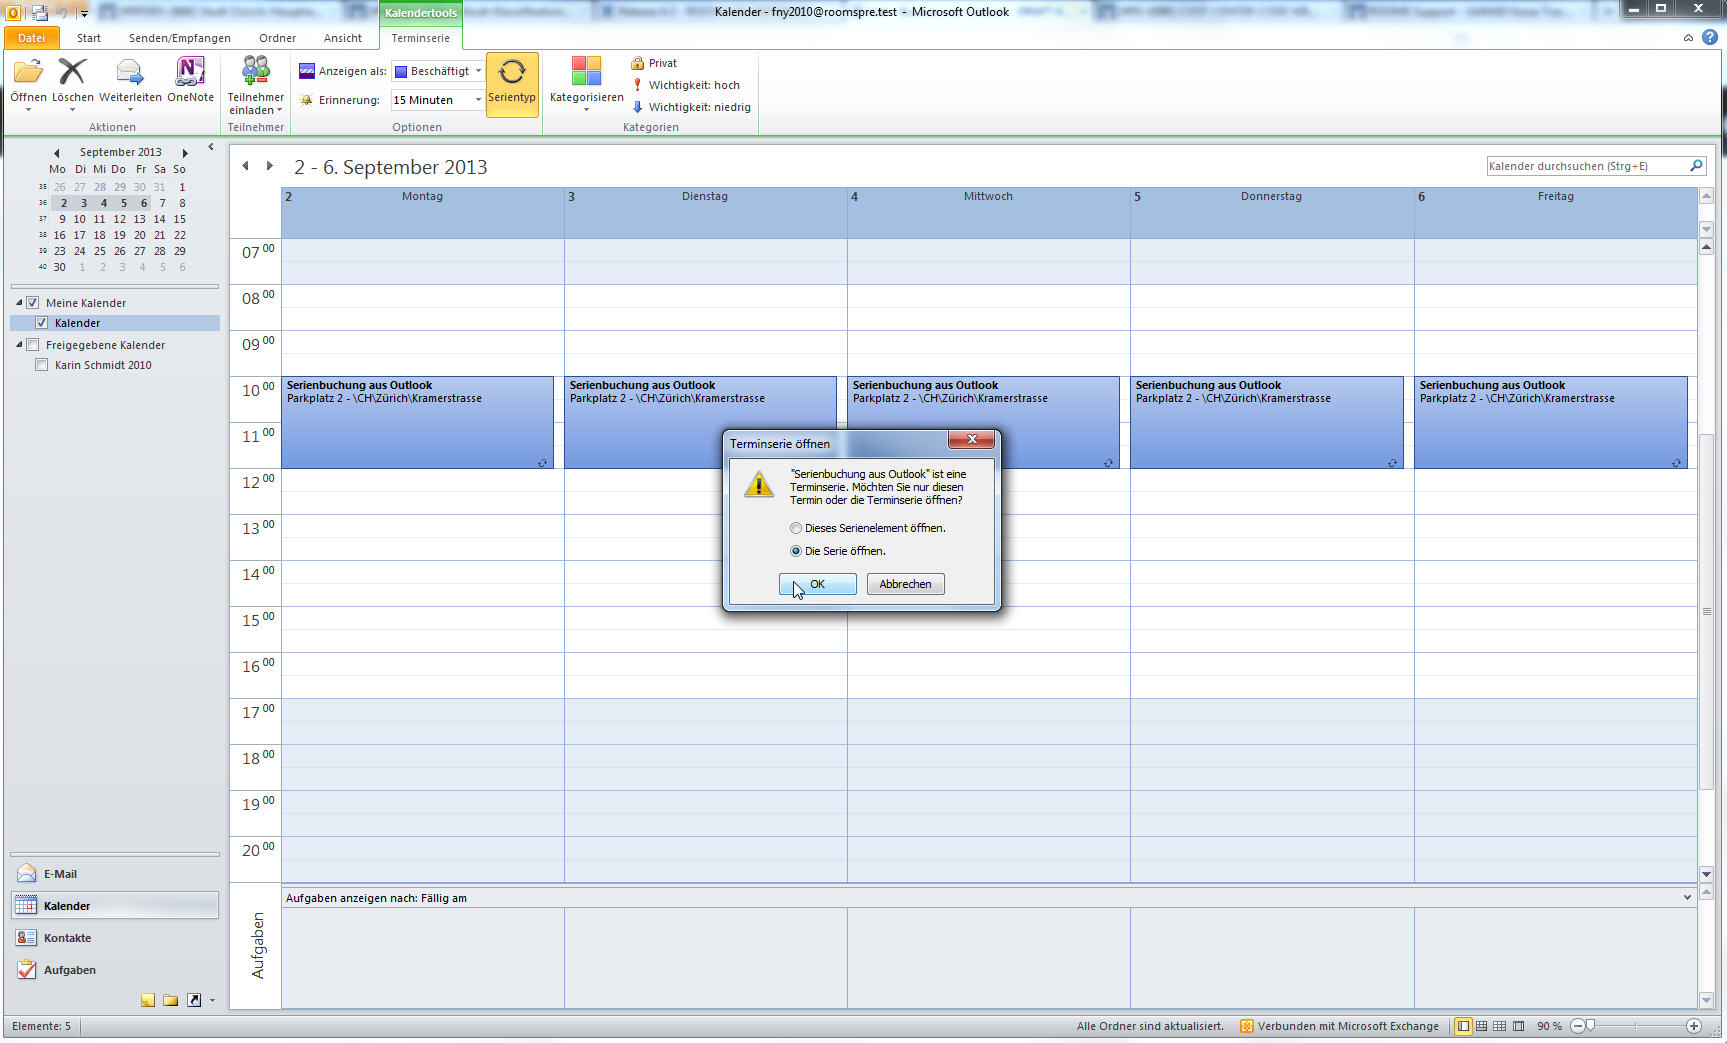 Kalendertools
Kalender - fny2010@roomspre.test - Microsoft Outlook
Datei Start Senden/Empfangen Ordner Ansicht Terminserie
Öffnen Löschen Weiterleiten OneNote
Aktionen
Teilnehmer einladen
Teilnehmer
Anzeigen als: Beschäftigt
Erinnerung: 15 Minuten
Serientyp
Optionen
Kategorisieren
Privat
Wichtigkeit: hoch
Wichtigkeit: niedrig
Kategorien
September 2013
Mo Di Mi Do Fr Sa So
35 26 27 28 29 30 31 1
36 2 3 4 5 6 7 8
37 9 10 11 12 13 14 15
38 16 17 18 19 20 21 22
39 23 24 25 26 27 28 29
40 30 1 2 3 4 5 6
Meine Kalender
Kalender
Freigegebene Kalender
Karin Schmidt 2010
E-Mail
Kalender
Kontakte
Aufgaben
2 - 6. September 2013
Kalender durchsuchen (Strg+E)
2 Montag 3 Dienstag 4 Mittwoch 5 Donnerstag 6 Freitag
07 00
08 00
09 00
10 00
11 00
12 00
13 00
14 00
15 00
16 00
17 00
18 00
19 00
20 00
Serienbuchung aus Outlook
Parkplatz 2 - \CH\Zürich\Kramerstrasse
Serienbuchung aus Outlook
Parkplatz 2 - \CH\Zürich\Kramerstrasse
Serienbuchung aus Outlook
Parkplatz 2 - \CH\Zürich\Kramerstrasse
Serienbuchung aus Outlook
Parkplatz 2 - \CH\Zürich\Kramerstrasse
Serienbuchung aus Outlook
Parkplatz 2 - \CH\Zürich\Kramerstrasse
Terminserie öffnen
"Serienbuchung aus Outlook" ist eine
Terminserie. Möchten Sie nur diesen
Termin oder die Terminserie öffnen?
Dieses Serienelement öffnen.
Die Serie öffnen.
OK Abbrechen
Aufgaben anzeigen nach: Fällig am
Aufgaben
Elemente: 5
Alle Ordner sind aktualisiert. Verbunden mit Microsoft Exchange 90 %